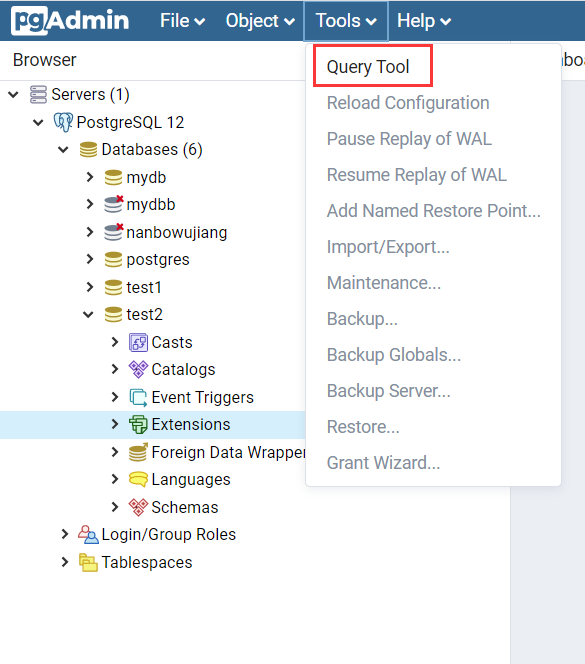 pgAdmin File Object Tools Help
Browser
Query Tool
Reload Configuration
Pause Replay of WAL
Resume Replay of WAL
Add Named Restore Point...
Import/Export...
Maintenance...
Backup...
Backup Globals...
Backup Server...
Restore...
Grant Wizard...
Servers (1)
PostgreSQL 12
Databases (6)
mydb
mydbb
nanbowujiang
postgres
test1
test2
Casts
Catalogs
Event Triggers
Extensions
Foreign Data Wrapper
Languages
Schemas
Login/Group Roles
Tablespaces